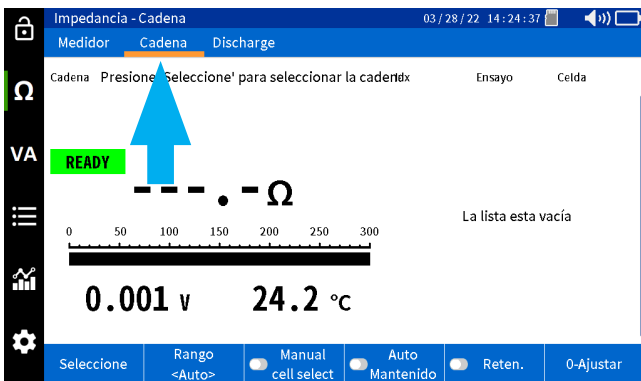 Impedancia - Cadena 03/28/22 14:24:37
Medidor Cadena Discharge
Cadena Presione 'Seleccione' para seleccionar la cadena Idx Ensayo Celda
Ω
VA
READY
---.-Ω
La lista esta vacía
0 50 100 150 200 250 300
0.001 V 24.2 °C
Seleccione
Rango
<Auto>
Manual
cell select
Auto
Mantenido
Reten.
0-Ajustar